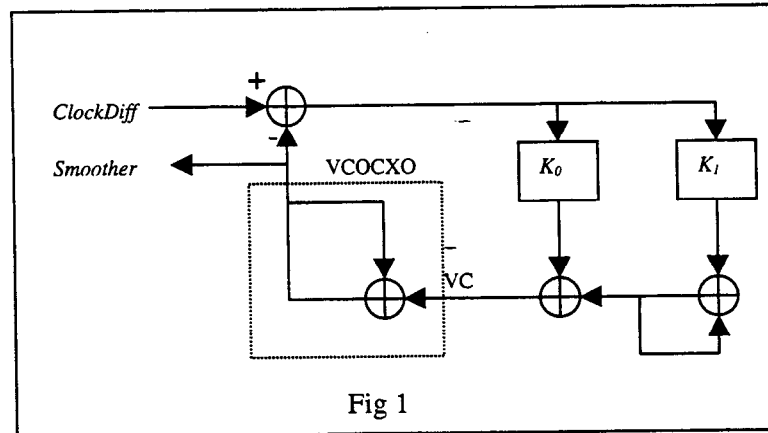 +
ClockDiff
-
Smoother
VCOCXO
K₀
K₁
VC
Fig 1